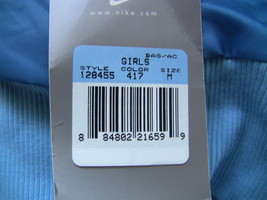 www.nike.com
BAS/AC
GIRLS
STYLE COLOR SIZE
128455 417 M
8 84802 21659 9